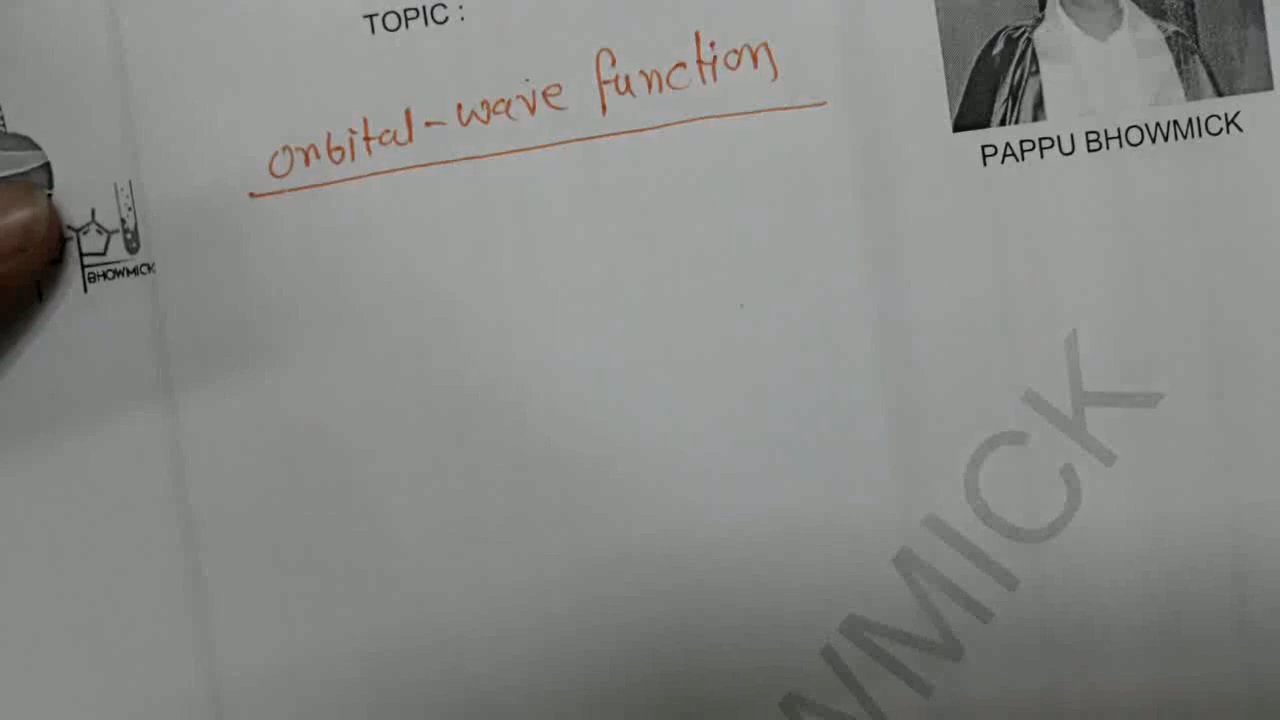 TOPIC :
orbital-wave function
PAPPU BHOWMICK
BHOWMICK
WMICK